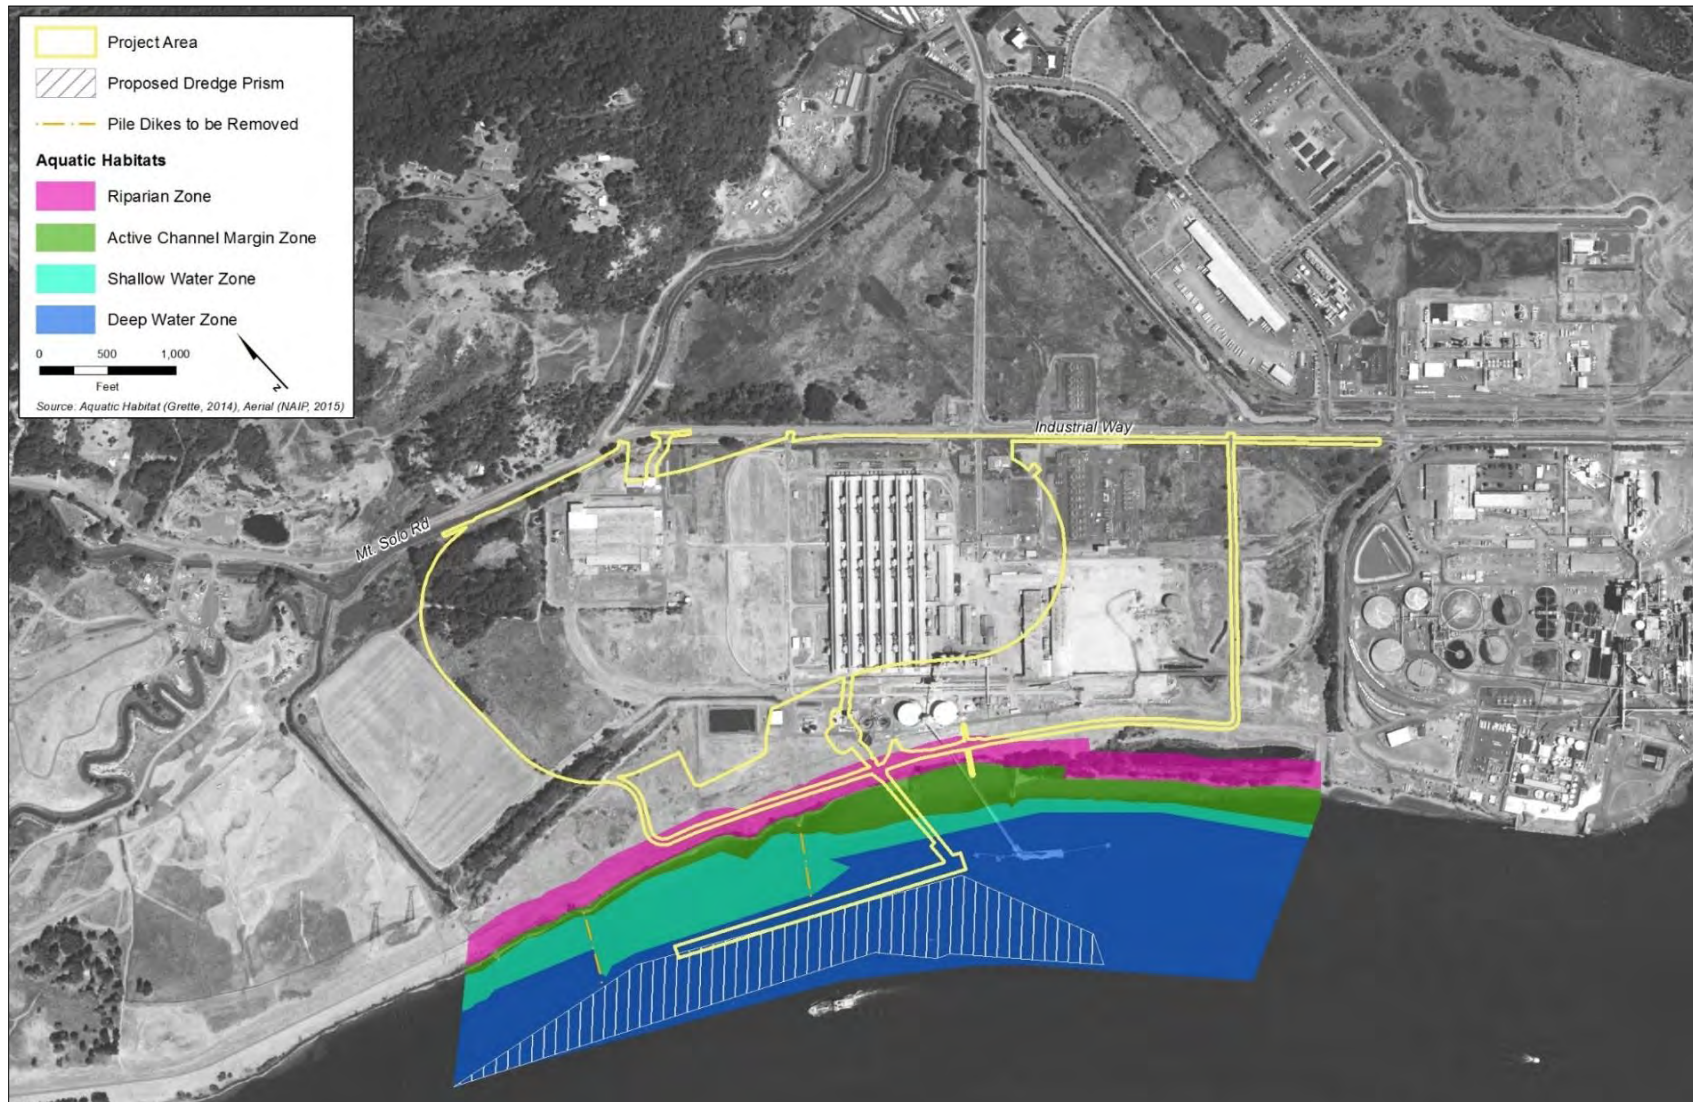 Project Area
Proposed Dredge Prism
Pile Dikes to be Removed
Aquatic Habitats
Riparian Zone
Active Channel Margin Zone
Shallow Water Zone
Deep Water Zone
0 500 1,000
Feet
N
Source: Aquatic Habitat (Grette, 2014), Aerial (NAIP, 2015)
Industrial Way
Mt. Solo Rd